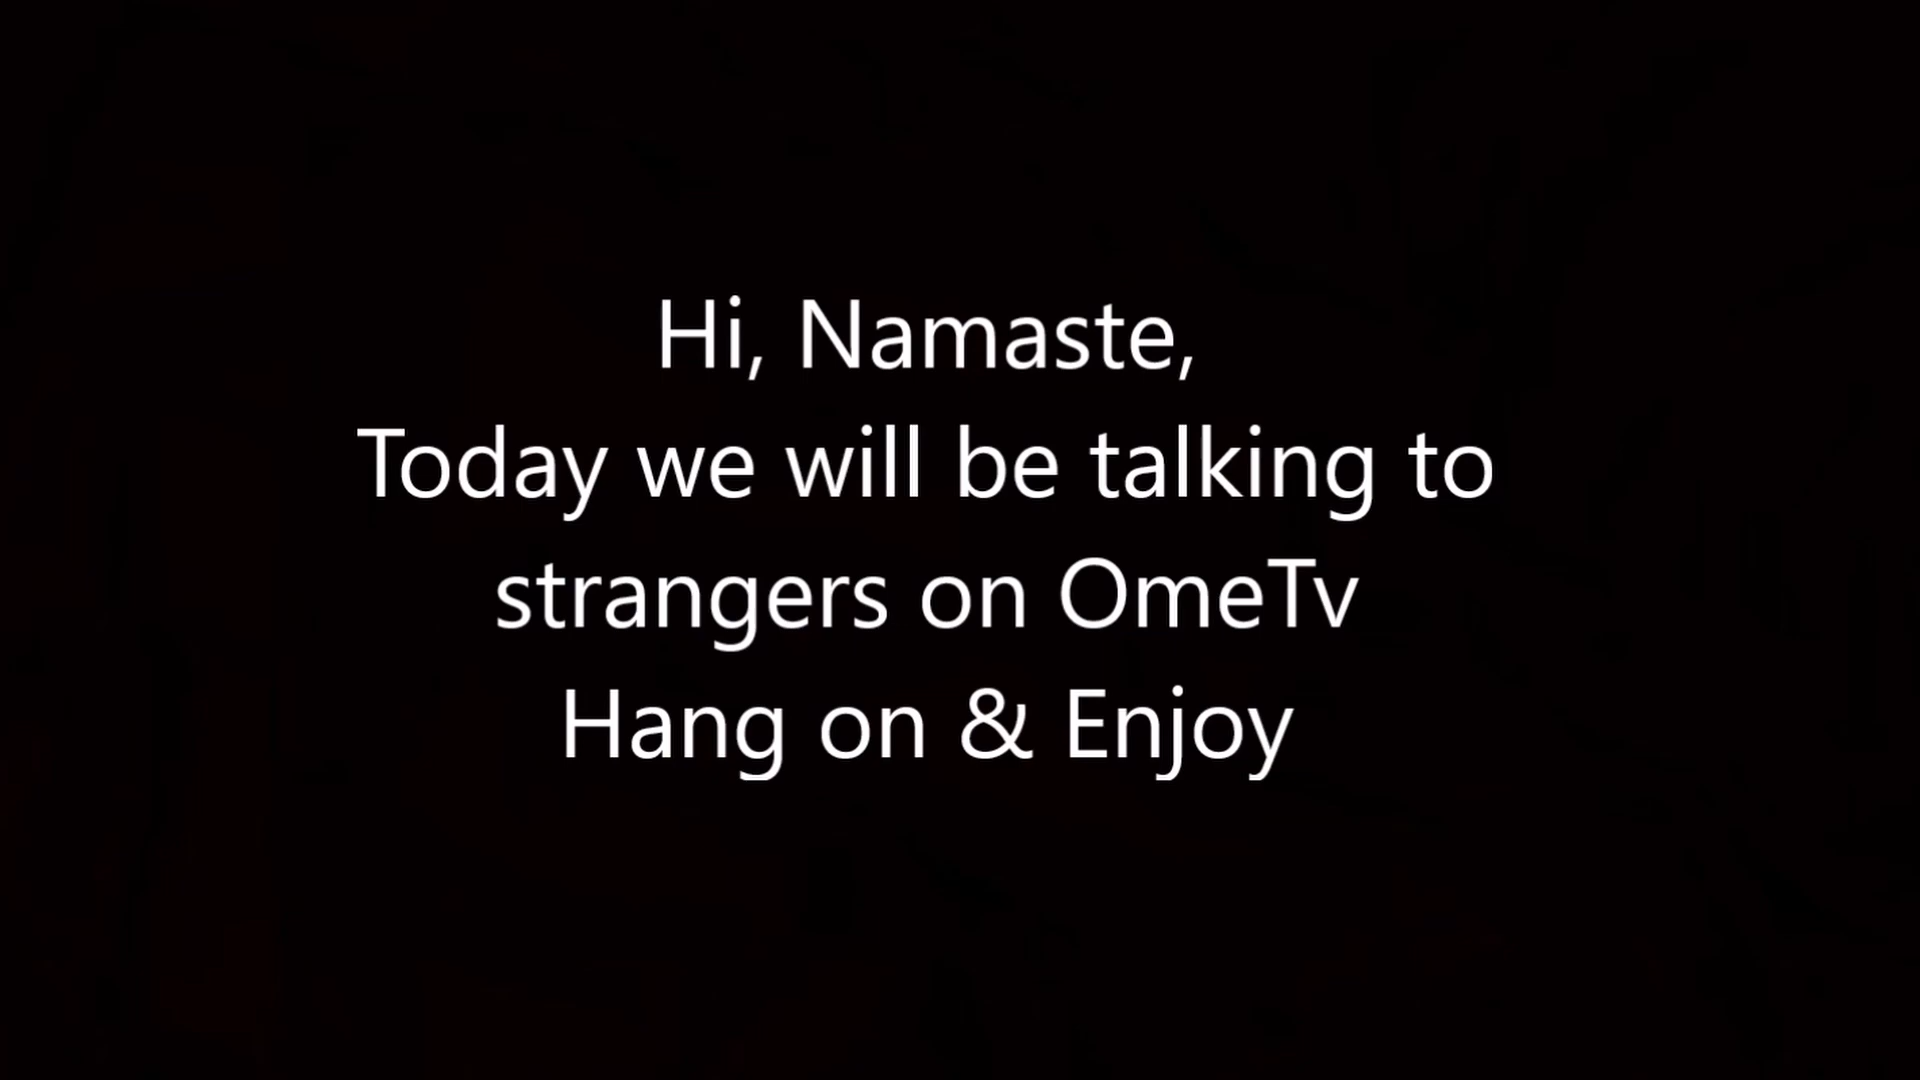 Hi, Namaste,
Today we will be talking to
strangers on OmeTv
Hang on & Enjoy